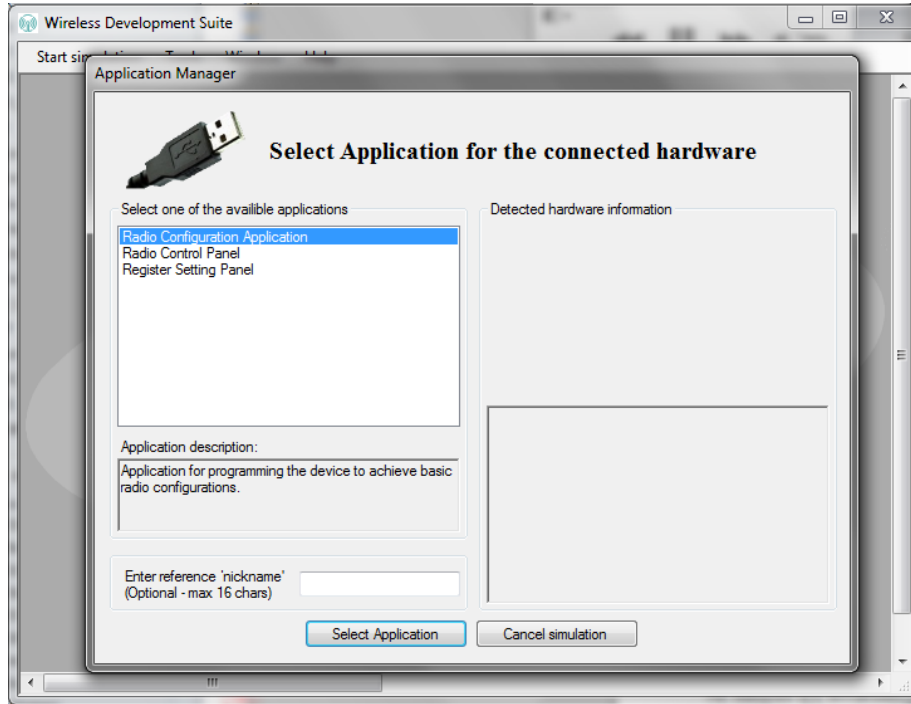 Wireless Development Suite
Start sim
Application Manager
Select Application for the connected hardware
Select one of the availible applications
Radio Configuration Application
Radio Control Panel
Register Setting Panel
Application description:
Application for programming the device to achieve basic
radio configurations.
Enter reference 'nickname'
(Optional - max 16 chars)
Detected hardware information
Select Application
Cancel simulation